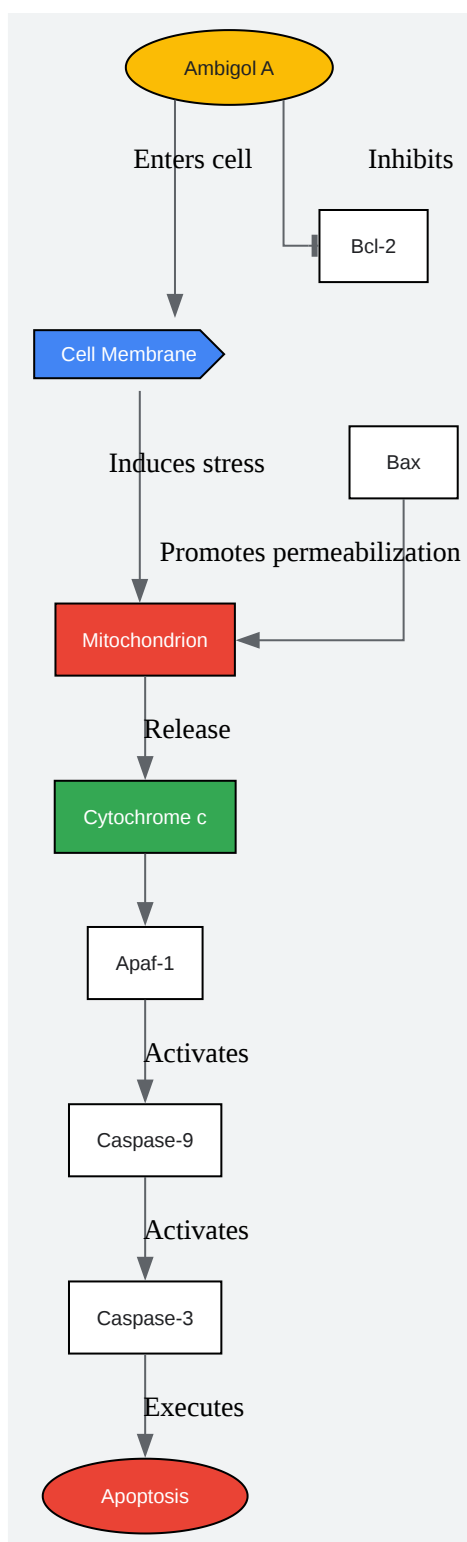 Ambigol A
Enters cell
Inhibits
Bcl-2
Cell Membrane
Induces stress
Bax
Promotes permeabilization
Mitochondrion
Release
Cytochrome c
Apaf-1
Activates
Caspase-9
Activates
Caspase-3
Executes
Apoptosis